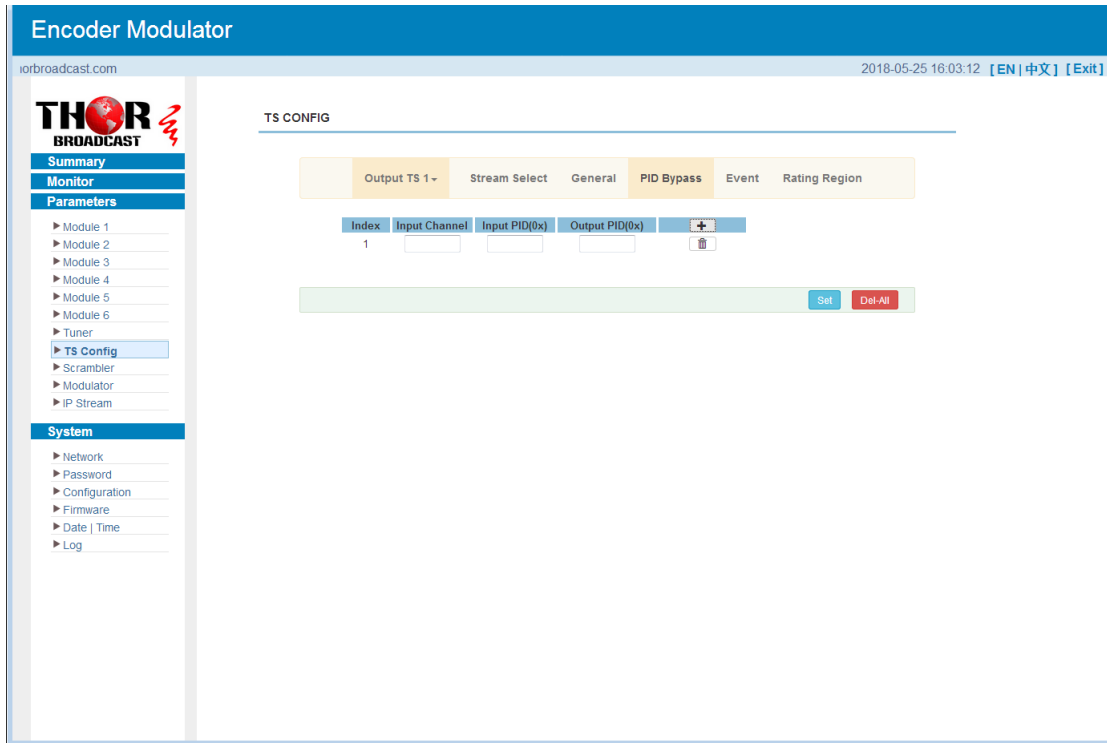 Encoder Modulator
orbroadcast.com
2018-05-25 16:03:12 [ EN | 中文 ] [ Exit ]
THOR
BROADCAST
Summary
Monitor
Parameters
Module 1
Module 2
Module 3
Module 4
Module 5
Module 6
Tuner
TS Config
Scrambler
Modulator
IP Stream
System
Network
Password
Configuration
Firmware
Date | Time
Log
TS CONFIG
Output TS 1 Stream Select General PID Bypass Event Rating Region
Index Input Channel Input PID(0x) Output PID(0x) +
1
Set Del-All